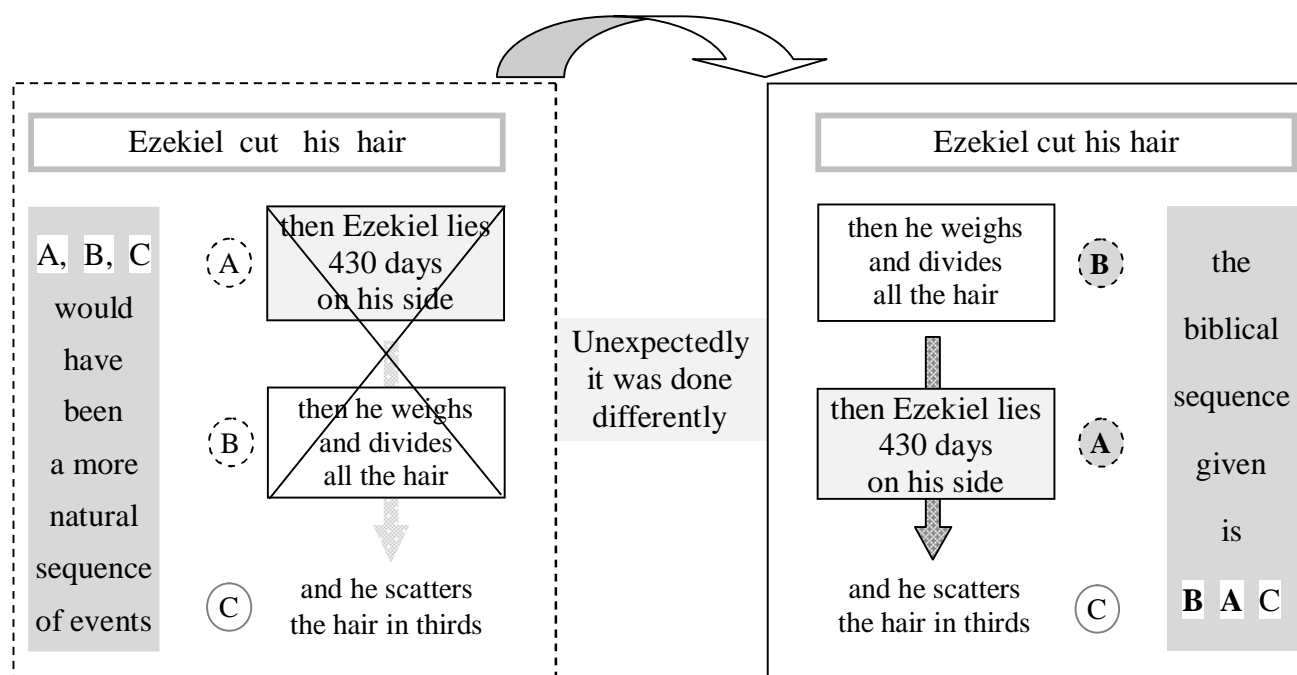 Ezekiel cut his hair
A, B, C
would
have
been
a more
natural
sequence
of events
A
then Ezekiel lies
430 days
on his side
B
then he weighs
and divides
all the hair
C
and he scatters
the hair in thirds
Unexpectedly
it was done
differently
Ezekiel cut his hair
then he weighs
and divides
all the hair
B
then Ezekiel lies
430 days
on his side
A
and he scatters
the hair in thirds
C
the
biblical
sequence
given
is
B A C